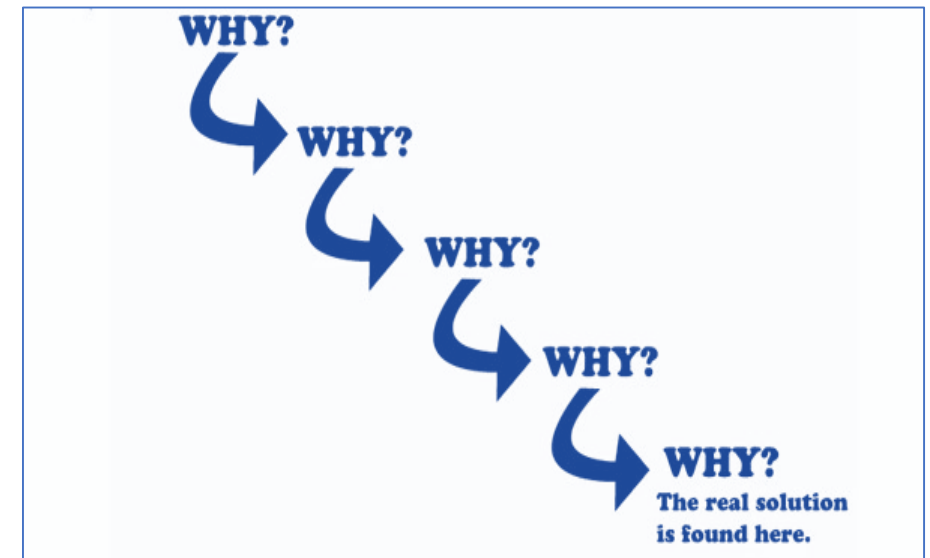 WHY?
WHY?
WHY?
WHY?
WHY?
The real solution
is found here.